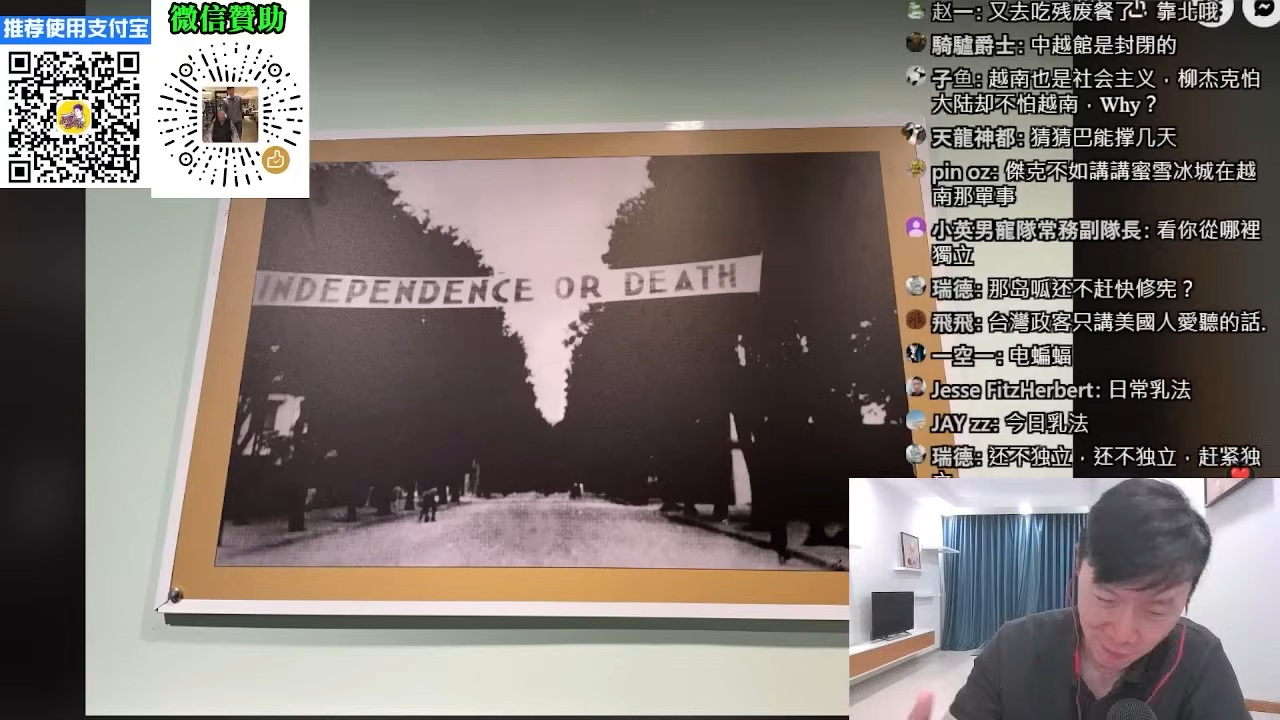 推荐使用支付宝
微信贊助
INDEPENDENCE OR DEATH
赵一: 又去吃残废餐了，靠北哦
騎驢爵士: 中越館是封閉的
子鱼: 越南也是社会主义，柳杰克怕
大陆却不怕越南，Why？
天龍神都: 猜猜巴能撑几天
pin oz: 傑克不如講講蜜雪冰城在越
南那單事
小英男寵隊常務副隊長: 看你從哪裡
獨立
瑞德: 那岛呱还不赶快修宪？
飛飛: 台灣政客只講美國人愛聽的話.
一空一: 电蝙蝠
Jesse FitzHerbert: 日常乳法
JAY zz: 今日乳法
瑞德: 还不独立，还不独立，赶紧独